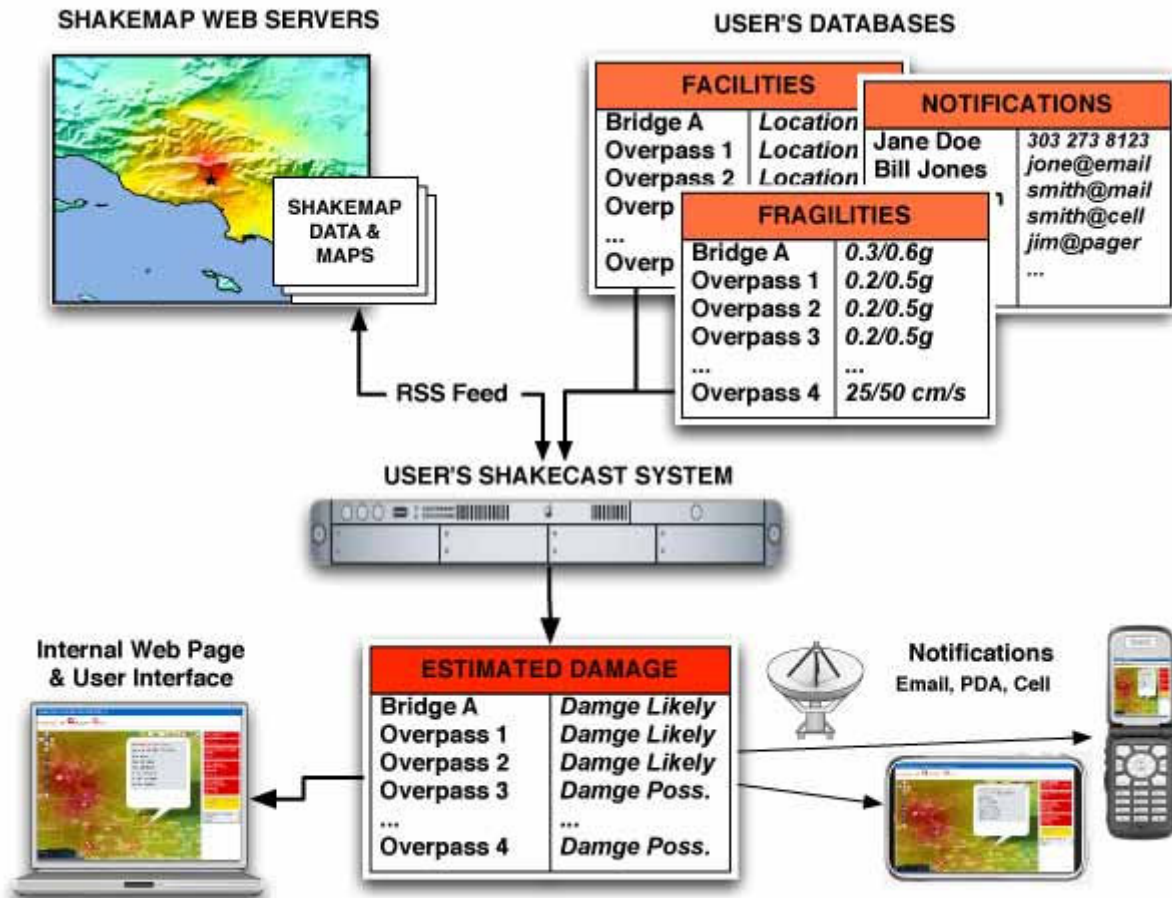 SHAKEMAP WEB SERVERS
SHAKEMAP
DATA &
MAPS
USER'S DATABASES
FACILITIES
Bridge A Location
Overpass 1 Location
Overpass 2 Location
Overp
...
Overp
NOTIFICATIONS
Jane Doe 303 273 8123
Bill Jones jone@email
smith@mail
smith@cell
jim@pager
...
FRAGILITIES
Bridge A 0.3/0.6g
Overpass 1 0.2/0.5g
Overpass 2 0.2/0.5g
Overpass 3 0.2/0.5g
... ...
Overpass 4 25/50 cm/s
RSS Feed
USER'S SHAKECAST SYSTEM
Internal Web Page
& User Interface
ESTIMATED DAMAGE
Bridge A Damge Likely
Overpass 1 Damge Likely
Overpass 2 Damge Likely
Overpass 3 Damge Poss.
... ...
Overpass 4 Damge Poss.
Notifications
Email, PDA, Cell